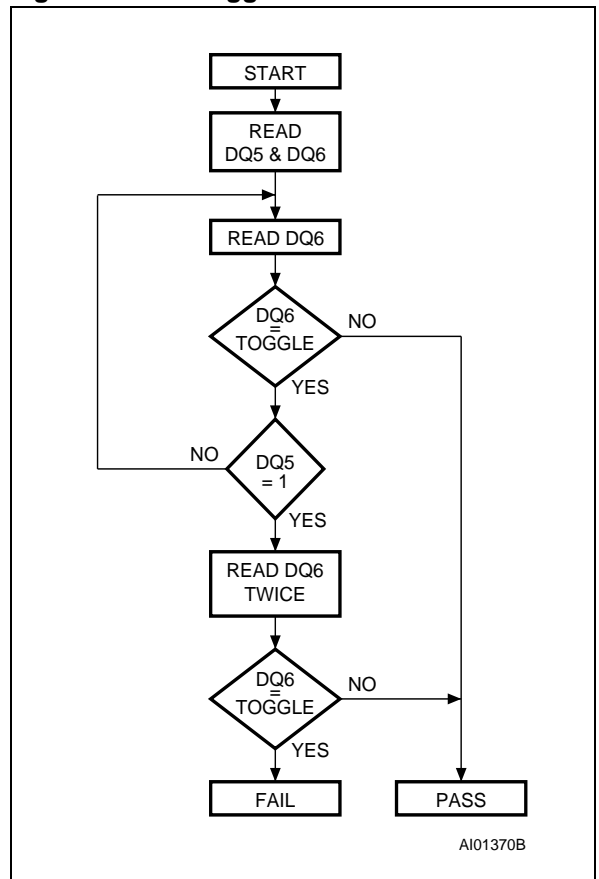 START
READ
DQ5 & DQ6
READ DQ6
DQ6
=
TOGGLE
NO
YES
NO
DQ5
= 1
YES
READ DQ6
TWICE
DQ6
=
TOGGLE
NO
YES
FAIL
PASS
AI01370B